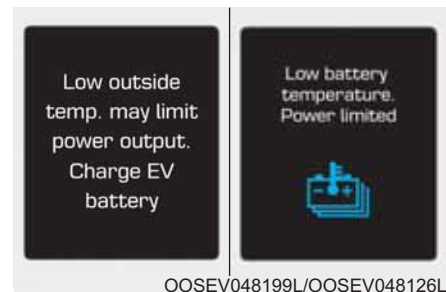 Low outside
temp. may limit
power output.
Charge EV
battery
Low battery
temperature.
Power limited
OOSEV048199L/OOSEV048126L